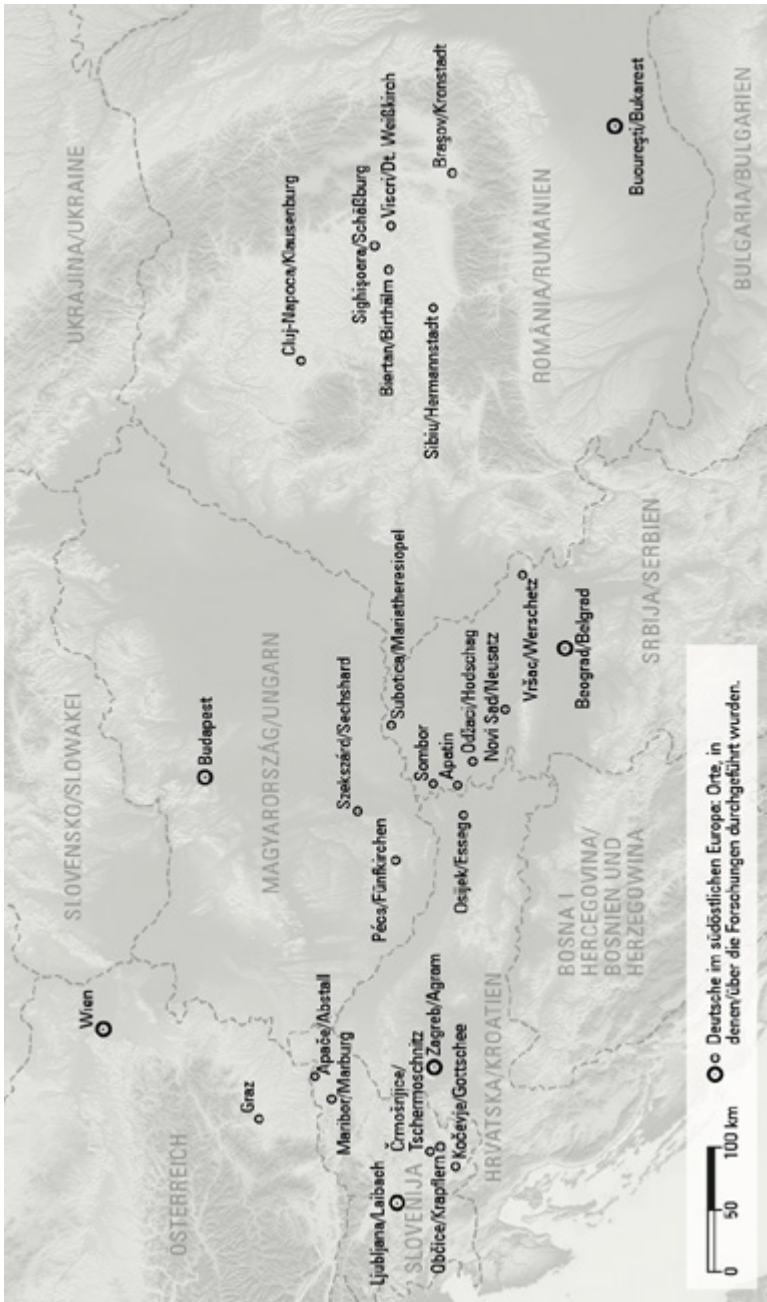 UKRAJINA/UKRAINE
SLOVENSKO/SLOWAKEI
Wien
ÖSTERREICH
Graz
Budapest
MAGYARORSZÁG/UNGARN
Cluj-Napoca/Klausenburg
Sighişoara/Schäßburg
Biertan/Birthälm
Viscri/Dt. Weißkirch
Sibiu/Hermannstadt
Braşov/Kronstadt
ROMÂNIA/RUMÄNIEN
Bucureşti/Bukarest
BULGARIA/BULGARIEN
Apače/Abstall
Maribor/Marburg
Szekszárd/Sechshard
Pécs/Fünfkirchen
Subotica/Mariatheresiopel
Ljubljana/Laibach
SLOVENIJA
Črmošnjice/
Tschermoschnitz
Občice/Krapflern
Zagreb/Agram
Kočevje/Gottschee
HRVATSKA/KROATIEN
Sombor
Apatin
Odžaci/Hodschag
Novi Sad/Neusatz
Osijek/Esseg
Vršac/Werschetz
Beograd/Belgrad
SRBIJA/SERBIEN
BOSNA I
HERCEGOVINA/
BOSNIEN UND
HERZEGOWINA
0 50 100 km
Deutsche im südöstlichen Europa: Orte, in
denen/über die Forschungen durchgeführt wurden.